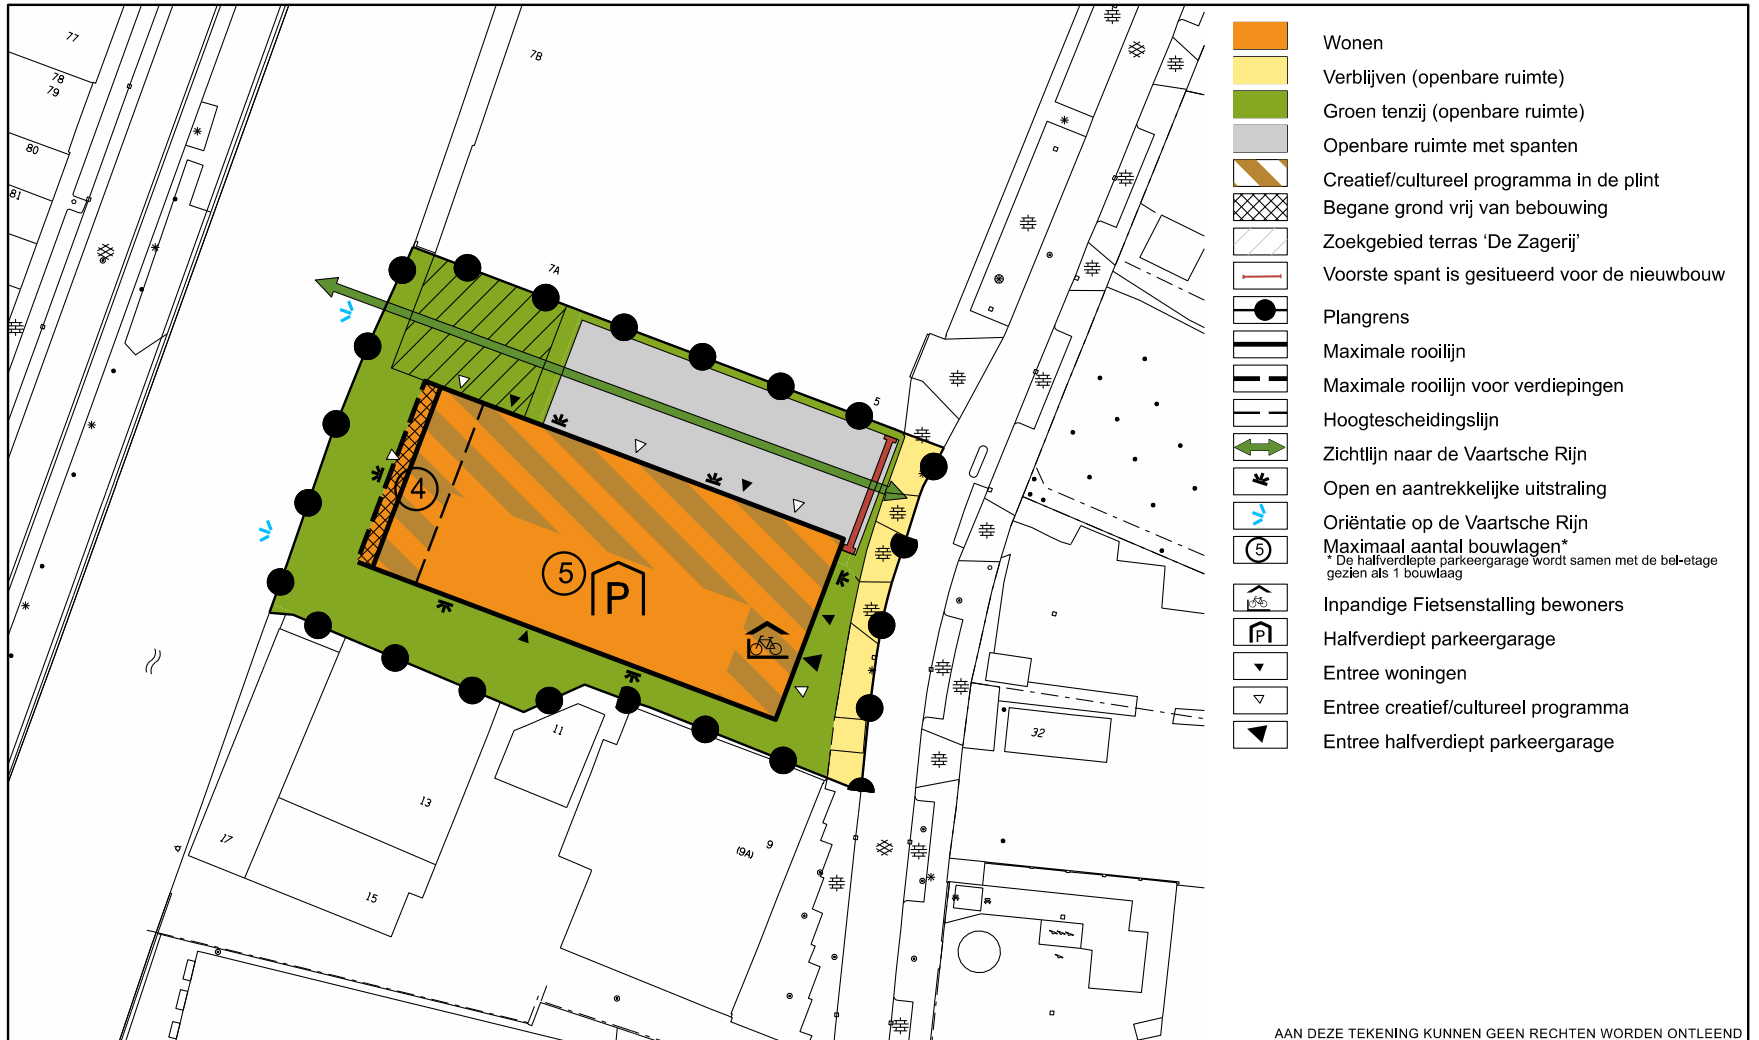 77
78
79
80
81
7B
7A
5
4
5
P
11
13
17
15
9
(9A)
32
Wonen
Verblijven (openbare ruimte)
Groen tenzij (openbare ruimte)
Openbare ruimte met spanten
Creatief/cultureel programma in de plint
Begane grond vrij van bebouwing
Zoekgebied terras ‘De Zagerij’
Voorste spant is gesitueerd voor de nieuwbouw
Plangrens
Maximale rooilijn
Maximale rooilijn voor verdiepingen
Hoogtescheidingslijn
Zichtlijn naar de Vaartsche Rijn
Open en aantrekkelijke uitstraling
Oriëntatie op de Vaartsche Rijn
5 Maximaal aantal bouwlagen*
* De halfverdiepte parkeergarage wordt samen met de bel-etage
gezien als 1 bouwlaag
Inpandige Fietsenstalling bewoners
P Halfverdiept parkeergarage
Entree woningen
Entree creatief/cultureel programma
Entree halfverdiept parkeergarage
AAN DEZE TEKENING KUNNEN GEEN RECHTEN WORDEN ONTLEEND